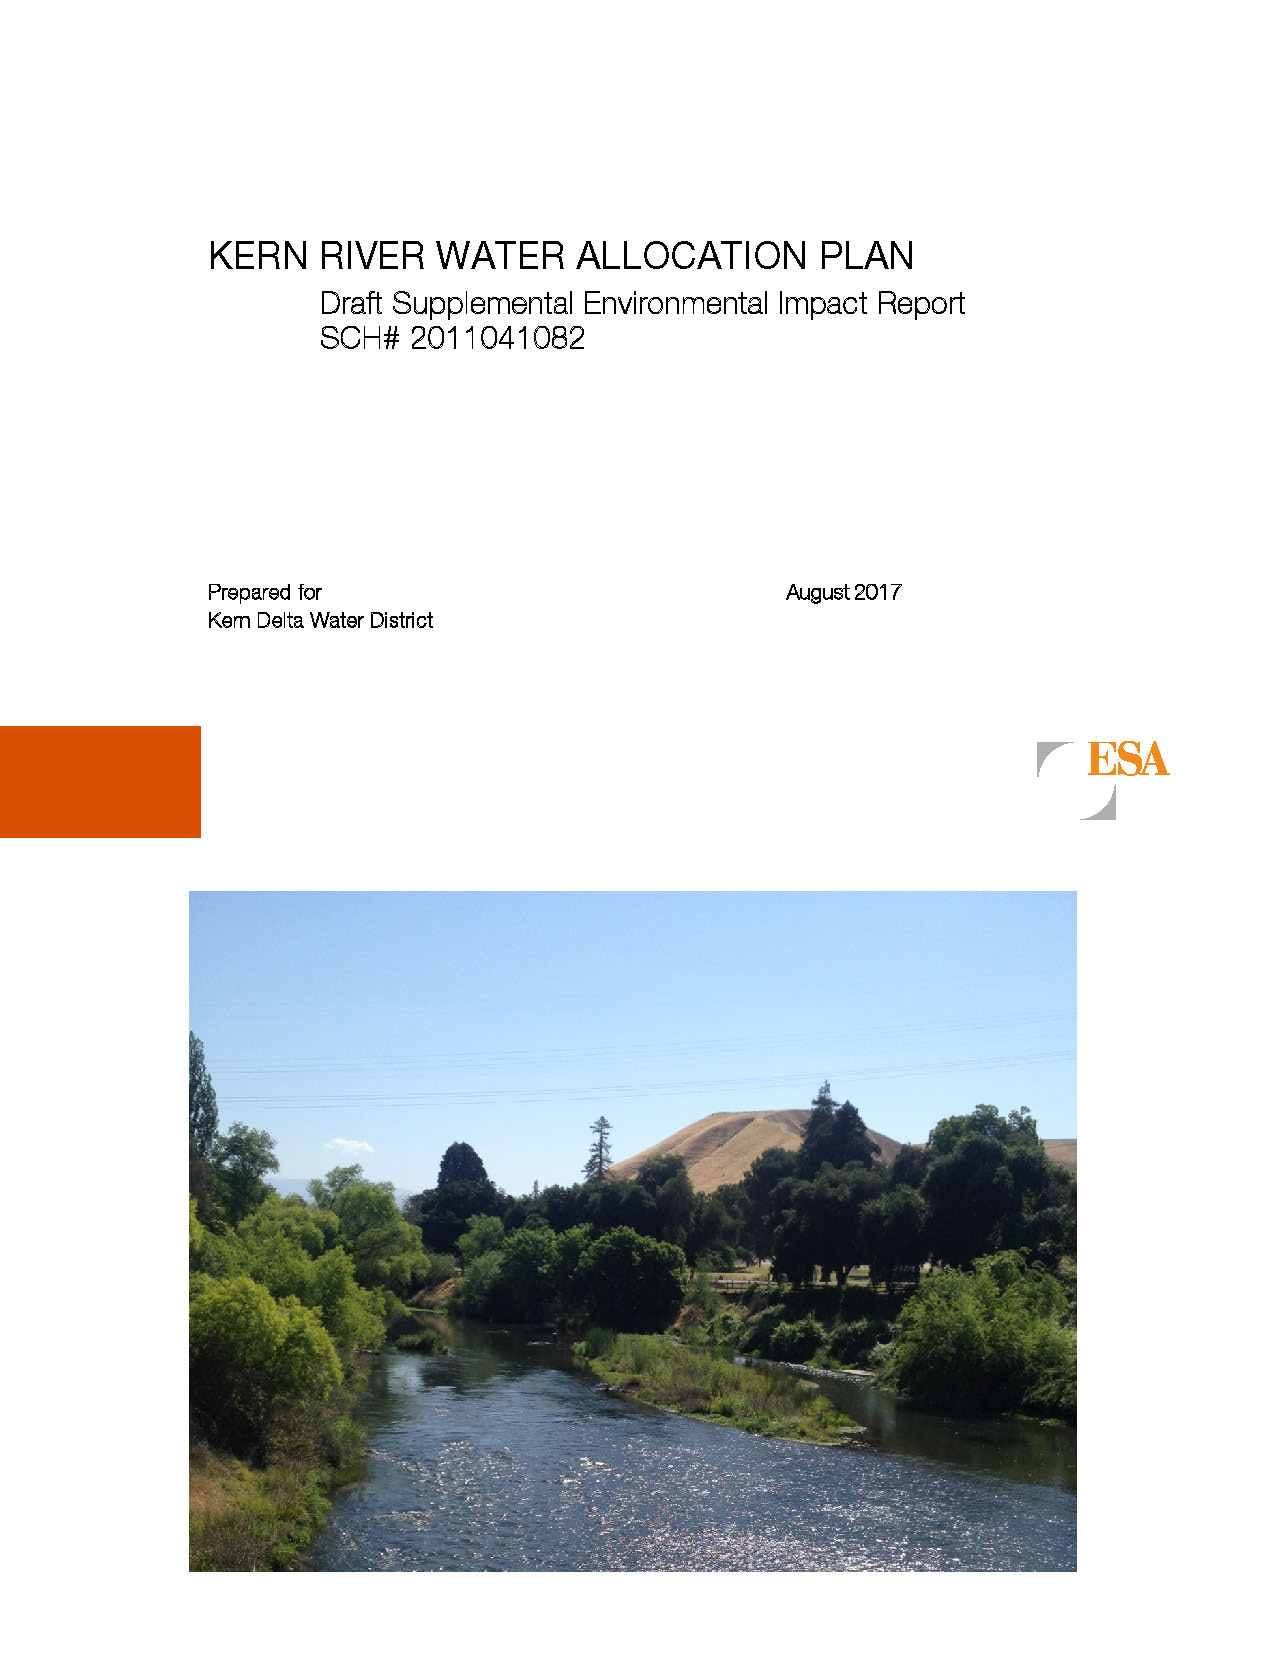 KERN RIVER WATER ALLOCATION PLAN
Draft Supplemental Environmental Impact Report
SCH# 2011041082
Prepared for
August 2017
Kern Delta Water District
ESA